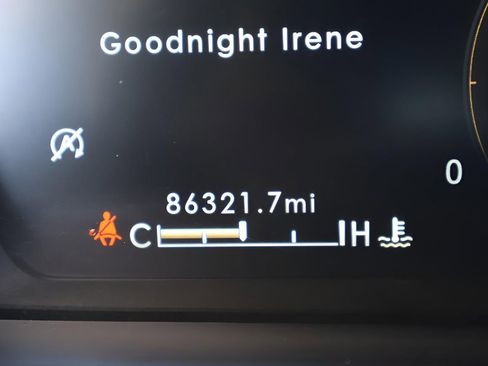 Goodnight Irene
0
86321.7mi
C H